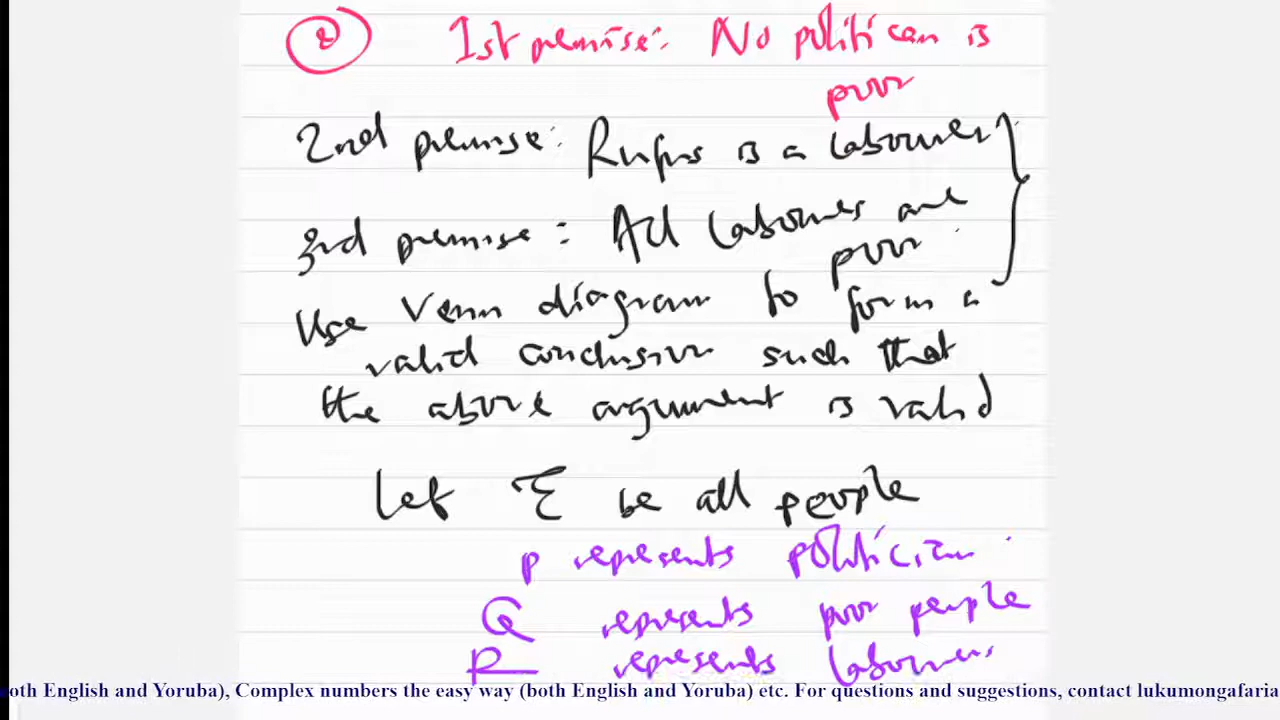 ② 1st premise: No politican is
poor
2nd premise: Rufus is a labourer
3rd premise: All labourers are
poor.
Use Venn diagram to form a
valid conclusion such that
the above argument is valid
Let ℰ be all people
P represents politician
Q represents poor people
R represents labourers
oth English and Yoruba), Complex numbers the easy way (both English and Yoruba) etc. For questions and suggestions, contact lukumongafaria